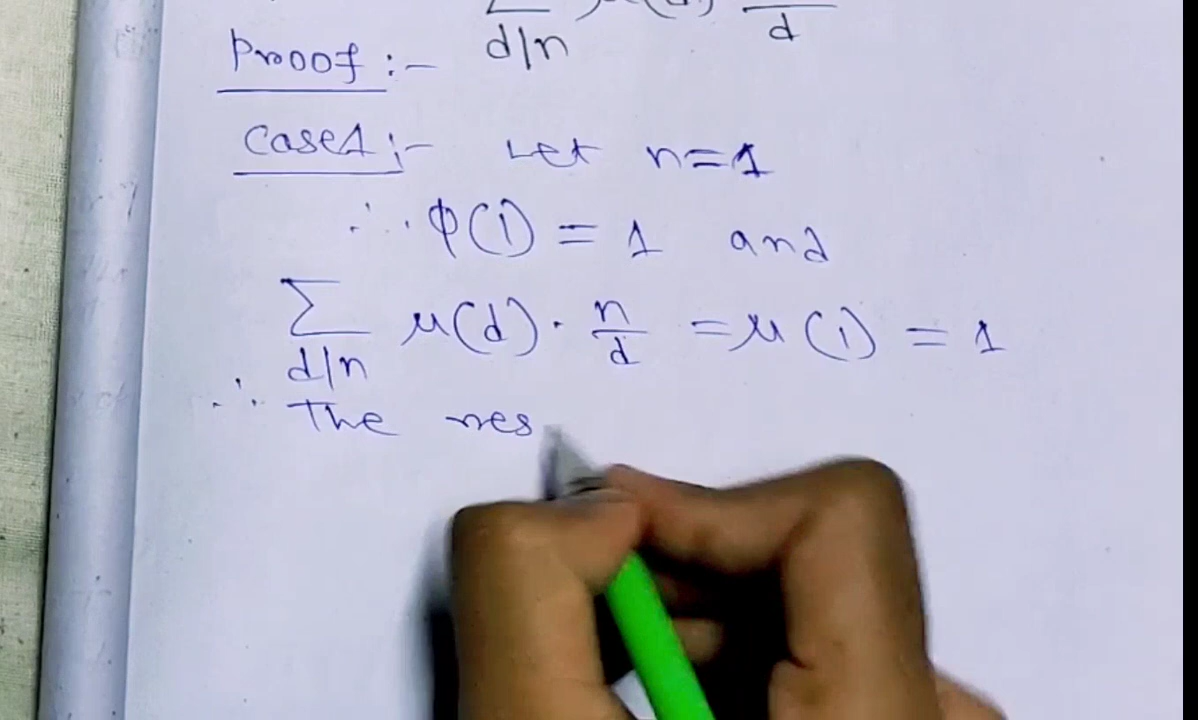 Σ μ(d) /d
d|n
Proof :-
Case1 :- Let n=1
∴ φ(1) = 1 and
Σ d|n μ(d) · n/d = μ(1) = 1
∴ The res